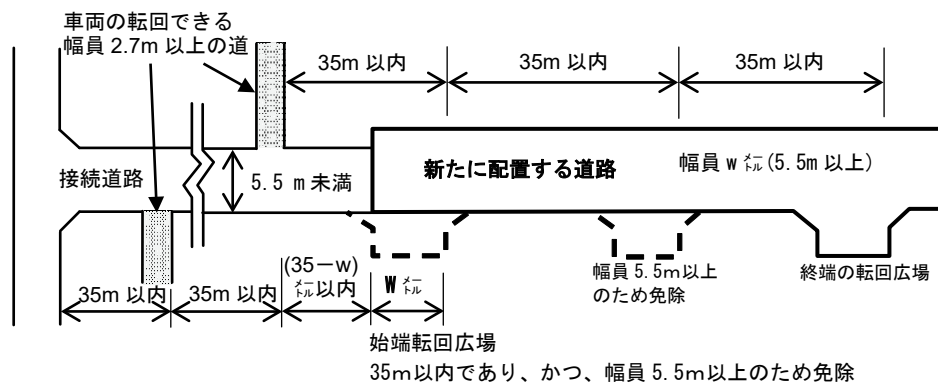 車両の転回できる
幅員 2.7m 以上の道
35m 以内
35m 以内
35m 以内
接続道路
5.5 m 未満
新たに配置する道路
幅員 w メートル(5.5m 以上)
(35－w)
メートル以内
35m 以内
35m 以内
W メートル
幅員 5.5m以上
のため免除
終端の転回広場
始端転回広場
35m以内であり、かつ、幅員 5.5m以上のため免除